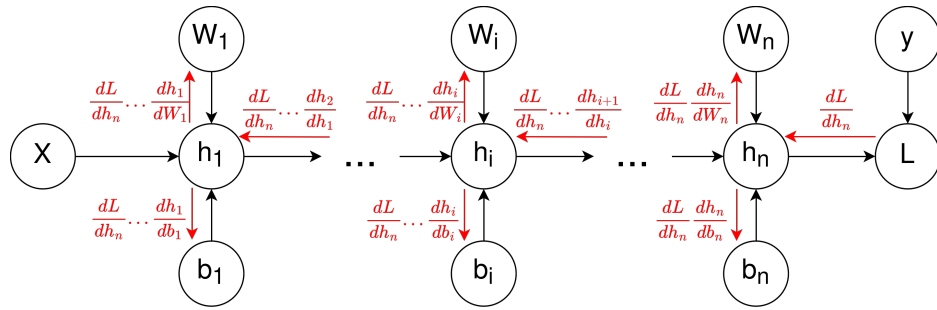 W₁ Wᵢ Wₙ y
dL/dhₙ … dh₁/dW₁ dL/dhₙ … dh₂/dh₁ dL/dhₙ … dhᵢ/dWᵢ dL/dhₙ … dhᵢ₊₁/dhᵢ dL/dhₙ dhₙ/dWₙ dL/dhₙ
X h₁ ... hᵢ ... hₙ L
dL/dhₙ … dh₁/db₁ dL/dhₙ … dhᵢ/dbᵢ dL/dhₙ dhₙ/dbₙ
b₁ bᵢ bₙ